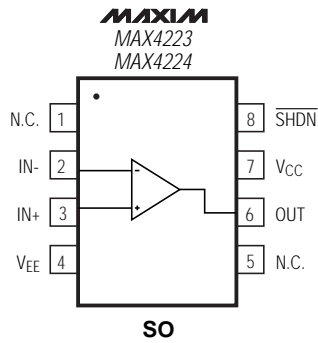 MAXIM
MAX4223
MAX4224
N.C. 1
IN- 2
IN+ 3
VEE 4
8 SHDN
7 VCC
6 OUT
5 N.C.
-
+
SO